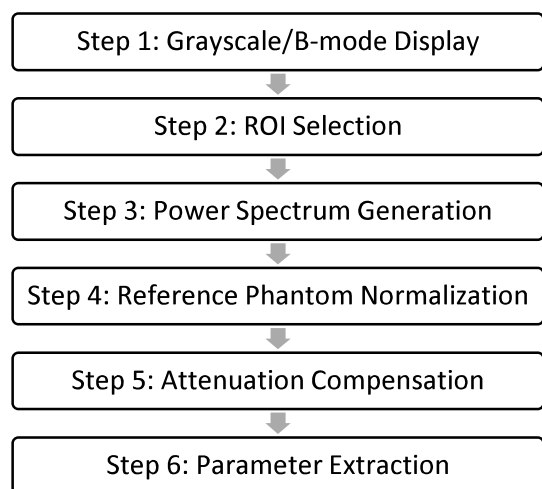 Step 1: Grayscale/B-mode Display
Step 2: ROI Selection
Step 3: Power Spectrum Generation
Step 4: Reference Phantom Normalization
Step 5: Attenuation Compensation
Step 6: Parameter Extraction